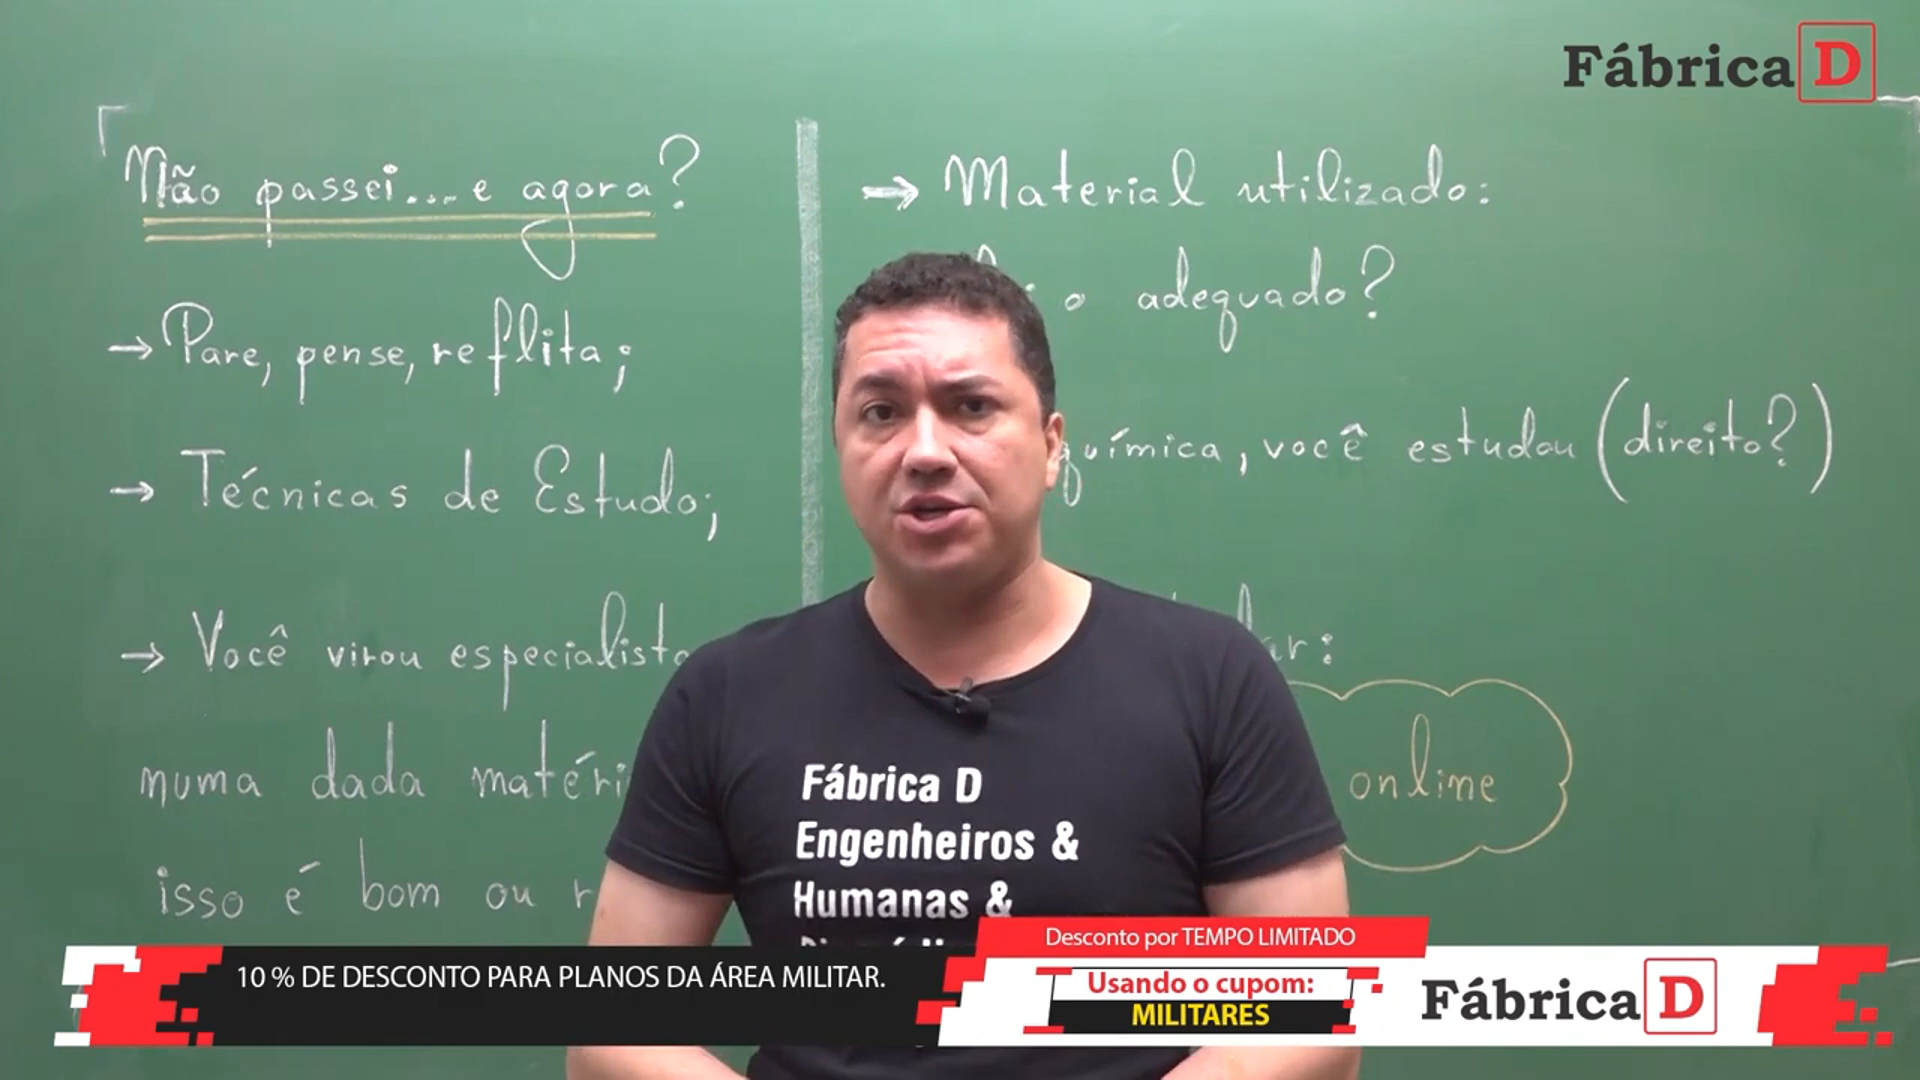 Fábrica D
Não passei... e agora?
→ Pare, pense, reflita;
→ Técnicas de Estudo;
→ Você virou especialista
numa dada
isso é bom ou
→ Material utilizado:
o adequado?
química, você estudou (direito?)
online
Fábrica D
Engenheiros &
Humanas &
Desconto por TEMPO LIMITADO
10 % DE DESCONTO PARA PLANOS DA ÁREA MILITAR.
Usando o cupom:
MILITARES
Fábrica D